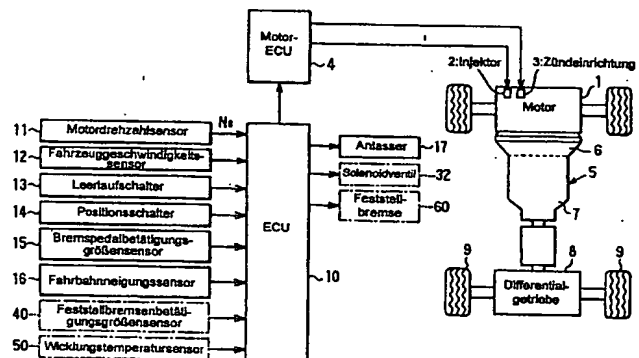 Motor-
ECU
4
2:Injektor
3:Zündeinrichtung
1
Motor
6
5
7
8
9
9
Differential-
getriebe
11
Motordrehzahlsensor
Ne
12
Fahrzeuggeschwindigkeits-
sensor
13
Leerlaufschalter
14
Positionsschalter
15
Bremspedalbetätigungs-
größensensor
16
Fahrbahnneigungssensor
40
Feststellbremsenbetäti-
gungsgrößensensor
50
Wicklungstemperatursensor
ECU
10
Anlasser
17
Solenoidventil
32
Feststell-
bremse
60